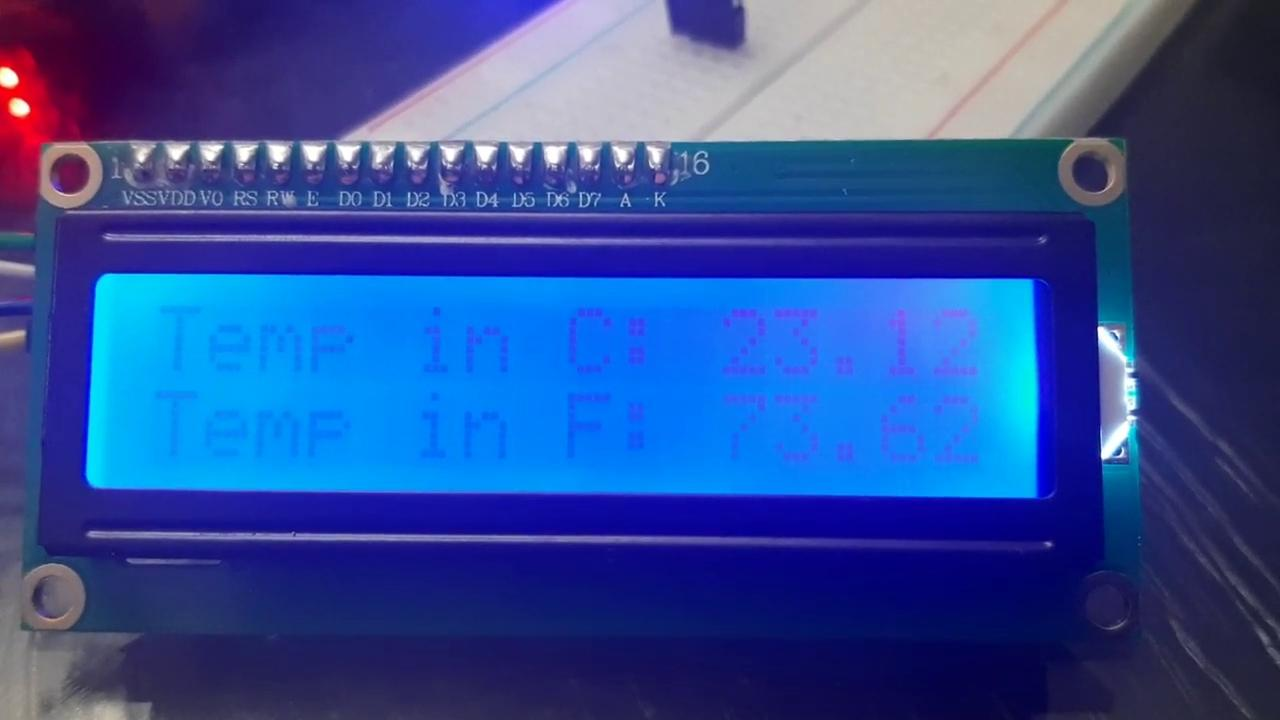 1 16
VSS VDD V0 RS RW E D0 D1 D2 D3 D4 D5 D6 D7 A K
Temp in C: 23.12
Temp in F: 73.62